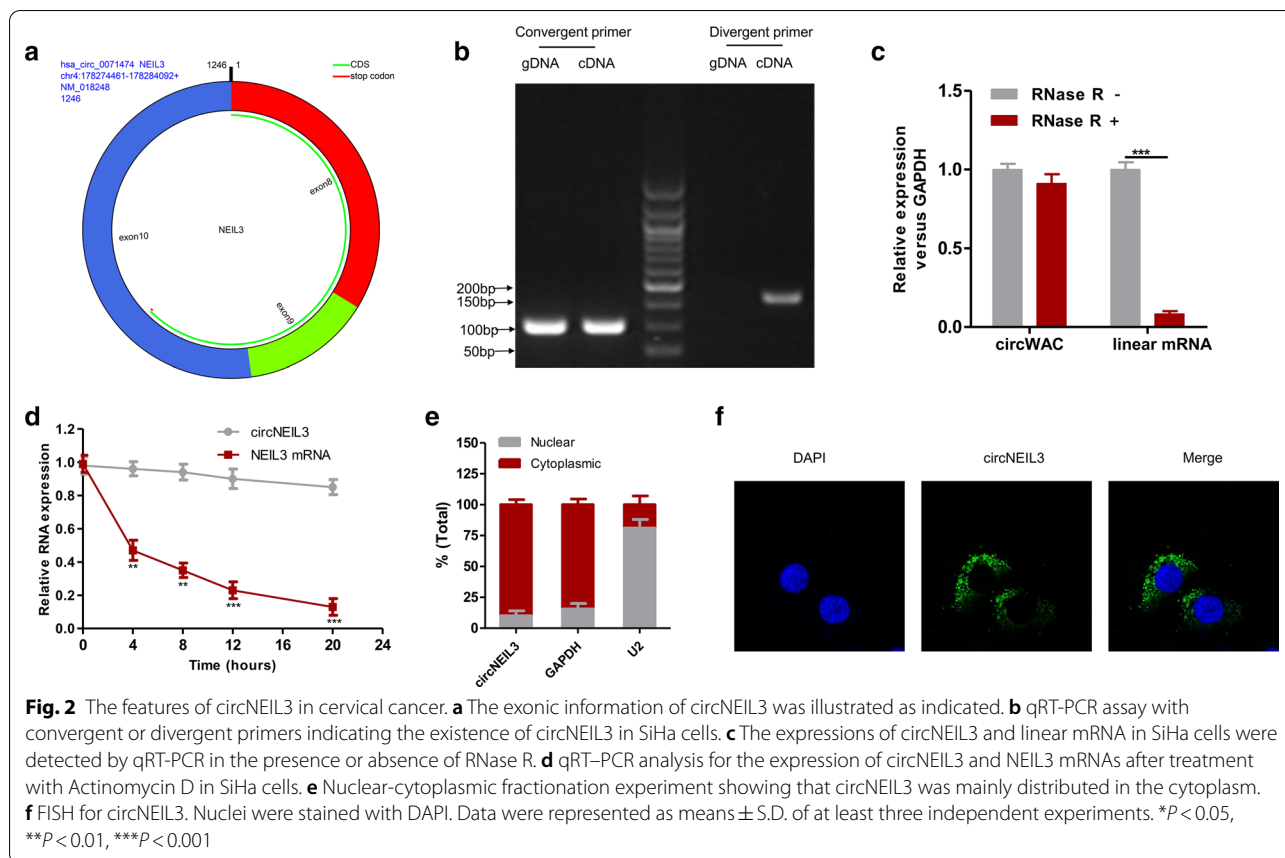 a
hsa_circ_0071474 NEIL3
chr4:178274461-178284092+
NM_018248
1246
1246 1
CDS
stop codon
exon8
exon9
exon10
NEIL3
b
Convergent primer
Divergent primer
gDNA cDNA
gDNA cDNA
200bp
150bp
100bp
50bp
c
RNase R -
RNase R +
Relative expression
versus GAPDH
1.5
1.0
0.5
0.0
***
circWAC
linear mRNA
d
circNEIL3
NEIL3 mRNA
Relative RNA expression
1.2
1.0
0.8
0.6
0.4
0.2
0.0
**
**
***
***
0 4 8 12 16 20 24
Time (hours)
e
Nuclear
Cytoplasmic
% (Total)
150
125
100
75
50
25
0
circNEIL3
GAPDH
U2
f
DAPI
circNEIL3
Merge
Fig. 2 The features of circNEIL3 in cervical cancer. a The exonic information of circNEIL3 was illustrated as indicated. b qRT-PCR assay with
convergent or divergent primers indicating the existence of circNEIL3 in SiHa cells. c The expressions of circNEIL3 and linear mRNA in SiHa cells were
detected by qRT-PCR in the presence or absence of RNase R. d qRT–PCR analysis for the expression of circNEIL3 and NEIL3 mRNAs after treatment
with Actinomycin D in SiHa cells. e Nuclear-cytoplasmic fractionation experiment showing that circNEIL3 was mainly distributed in the cytoplasm.
f FISH for circNEIL3. Nuclei were stained with DAPI. Data were represented as means ± S.D. of at least three independent experiments. *P < 0.05,
**P < 0.01, ***P < 0.001